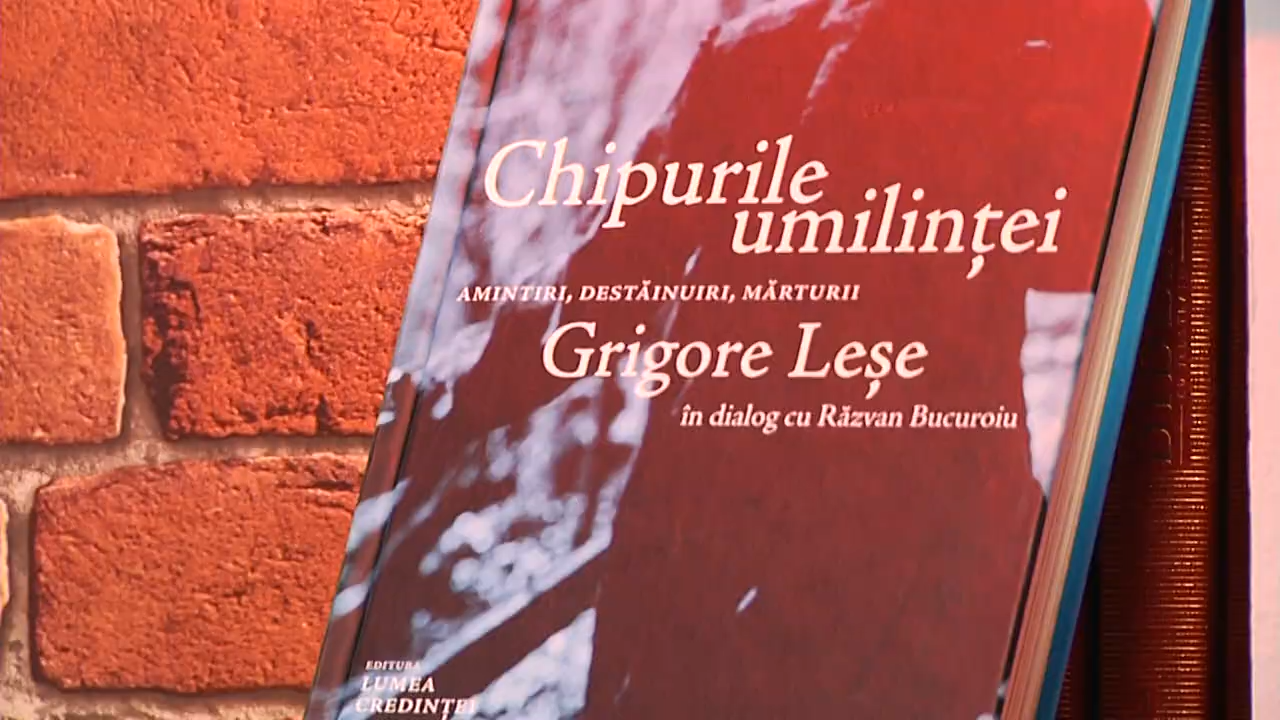 Chipurile
umilinței
AMINTIRI, DESTĂINUIRI, MĂRTURII
Grigore Leșe
în dialog cu Răzvan Bucuroiu
EDITURA
LUMEA
CREDINȚEI